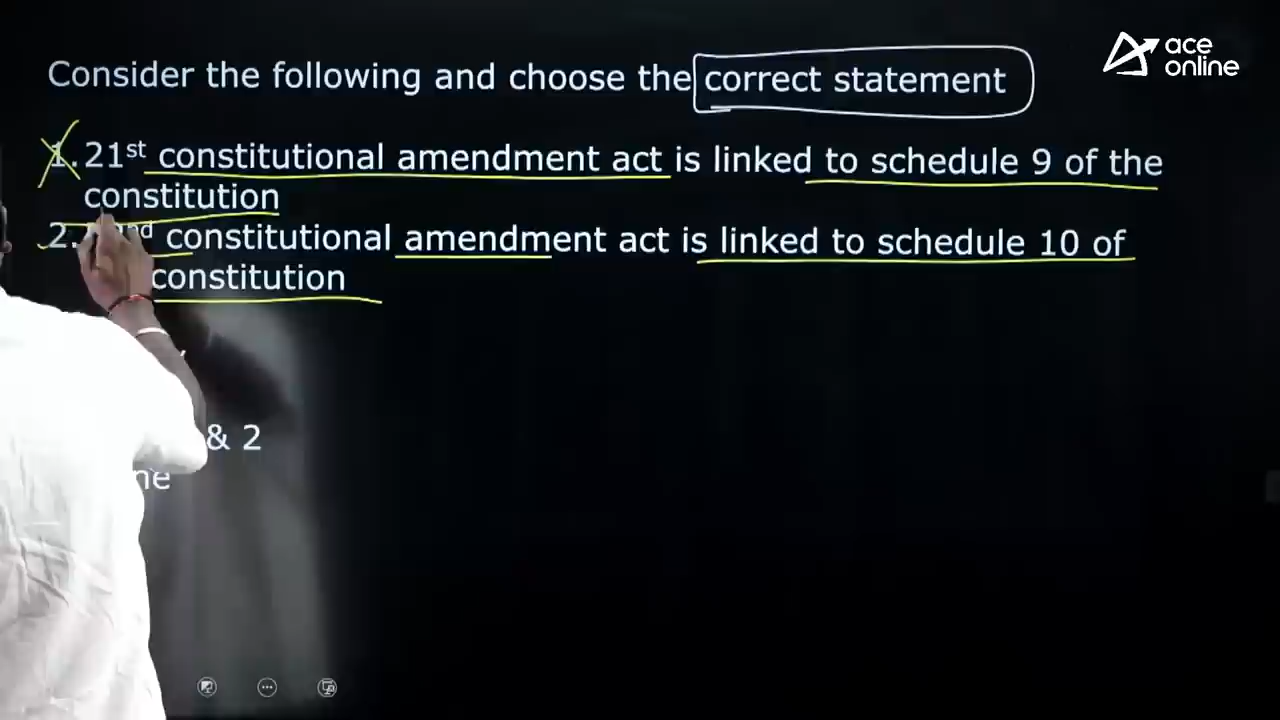 ace
online
Consider the following and choose the correct statement
1. 21st constitutional amendment act is linked to schedule 9 of the
constitution
2. nd constitutional amendment act is linked to schedule 10 of
constitution
& 2